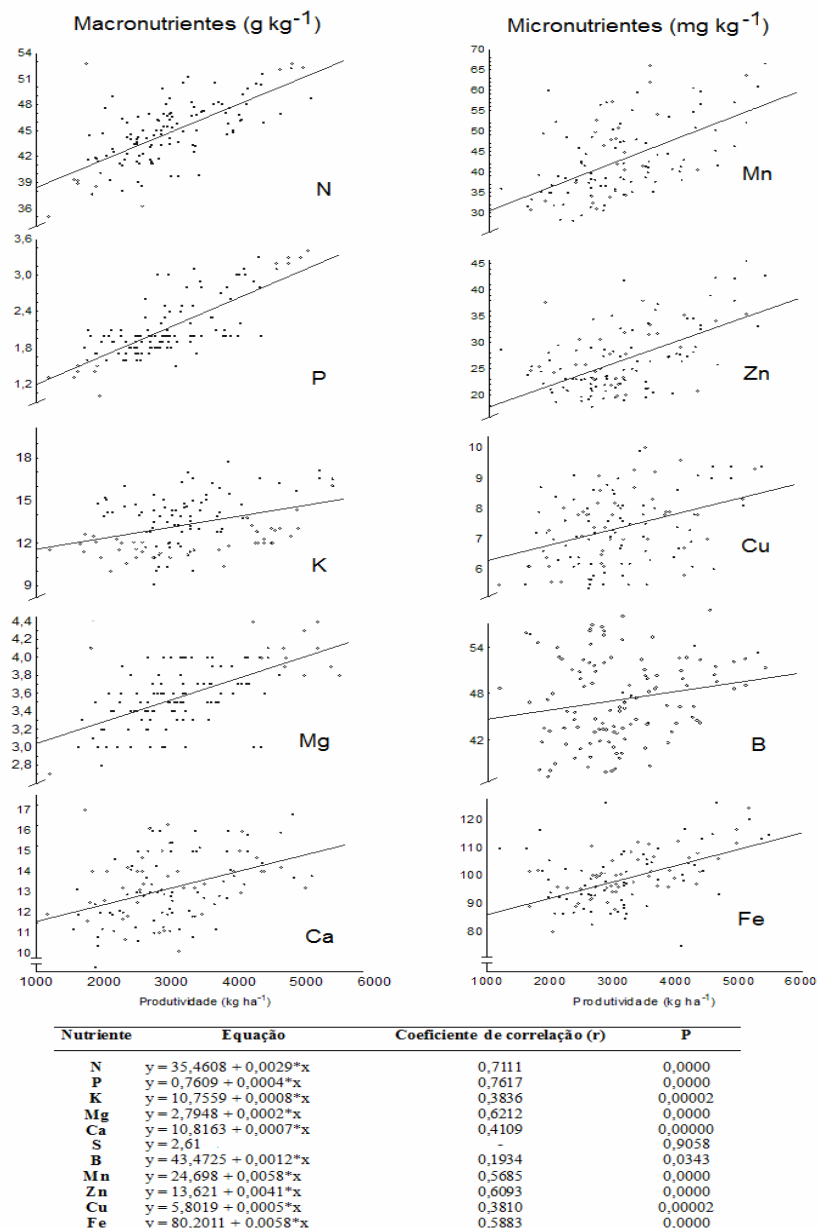 Macronutrientes (g kg⁻¹)
54
51
48
45
42
39
36
N
3,6
3,0
2,4
1,8
1,2
P
18
15
12
9
K
4,4
4,2
4,0
3,8
3,6
3,4
3,2
3,0
2,8
Mg
17
16
15
14
13
12
11
10
Ca
1000 2000 3000 4000 5000 6000
Produtividade (kg ha⁻¹)
Micronutrientes (mg kg⁻¹)
70
65
60
55
50
45
40
35
30
Mn
45
40
35
30
25
20
Zn
10
9
8
7
6
Cu
54
48
42
B
120
110
100
90
80
Fe
1000 2000 3000 4000 5000 6000
Produtividade (kg ha⁻¹)
Nutriente Equação Coeficiente de correlação (r) P
N y = 35,4608 + 0,0029*x 0,7111 0,0000
P y = 0,7609 + 0,0004*x 0,7617 0,0000
K y = 10,7559 + 0,0008*x 0,3836 0,00002
Mg y = 2,7948 + 0,0002*x 0,6212 0,0000
Ca y = 10,8163 + 0,0007*x 0,4109 0,00000
S y = 2,61 - 0,9058
B y = 43,4725 + 0,0012*x 0,1934 0,0343
Mn y = 24,698 + 0,0058*x 0,5685 0,0000
Zn y = 13,621 + 0,0041*x 0,6093 0,0000
Cu y = 5,8019 + 0,0005*x 0,3810 0,00002
Fe y = 80,2011 + 0,0058*x 0,5883 0,0000